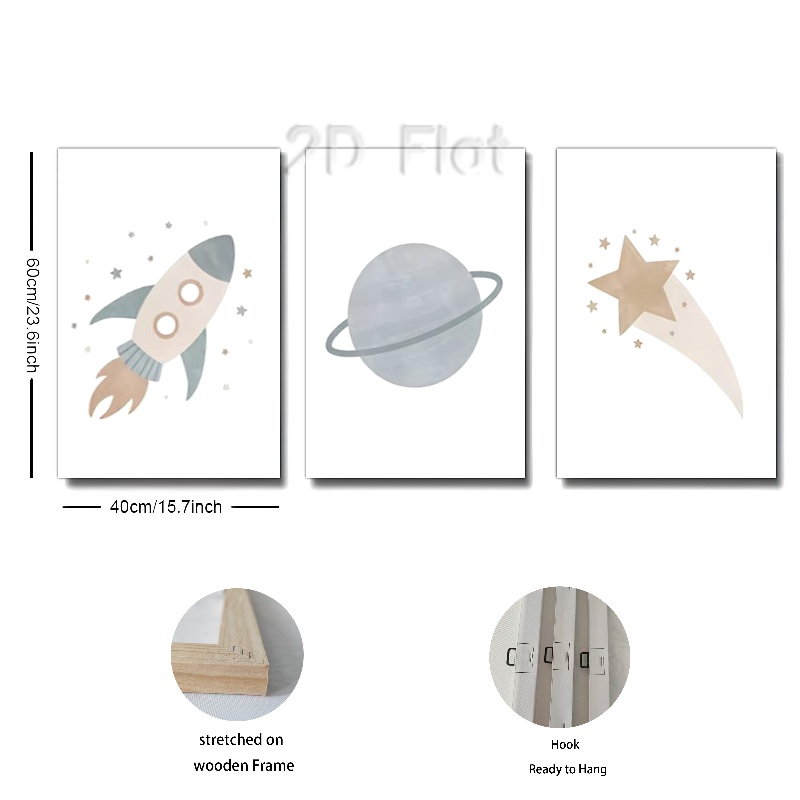 2D Flat
60cm/23.6inch
40cm/15.7inch
stretched on
wooden Frame
Hook
Ready to Hang